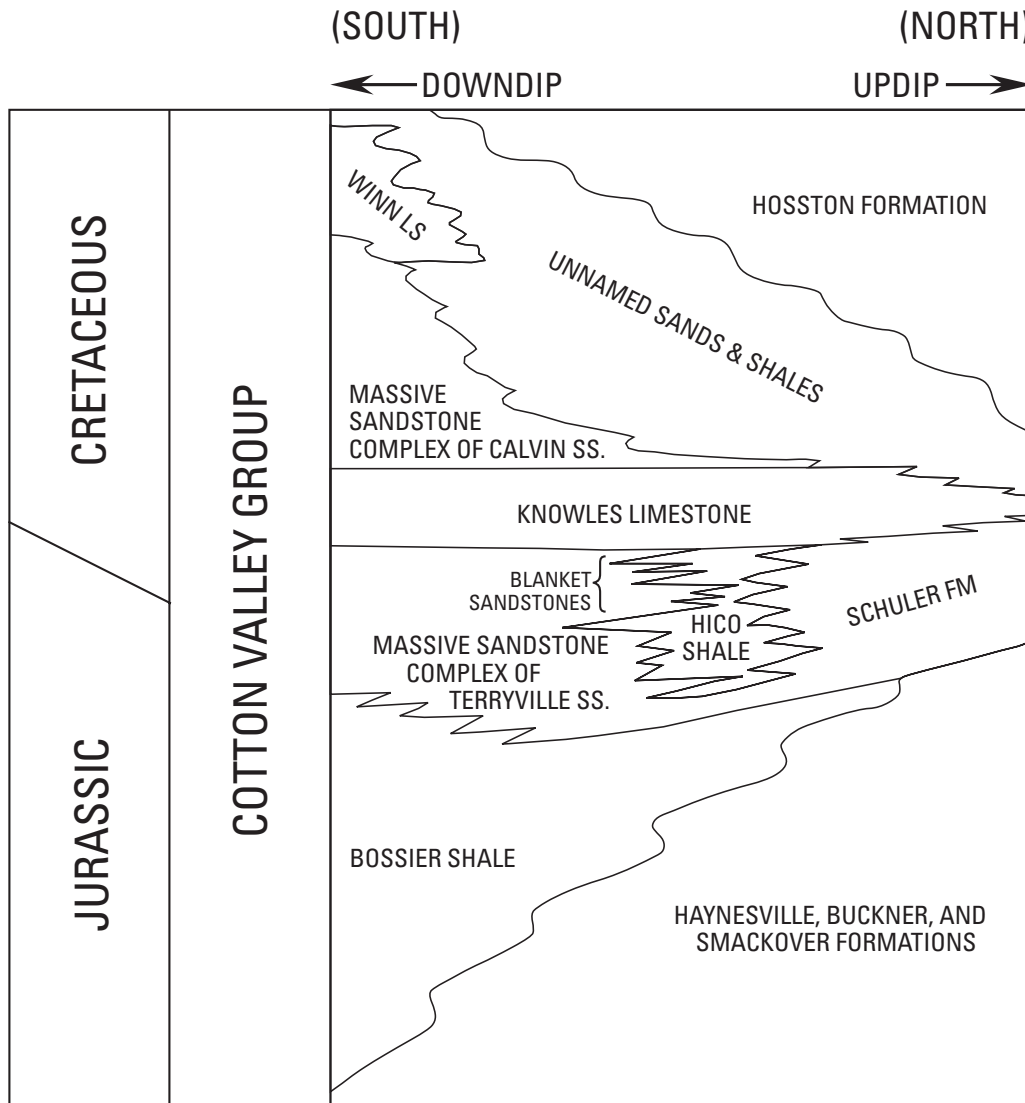 (SOUTH)
(NORTH)
DOWNDIP
UPDIP
CRETACEOUS
JURASSIC
COTTON VALLEY GROUP
WINN LS
HOSSTON FORMATION
UNNAMED SANDS & SHALES
MASSIVE
SANDSTONE
COMPLEX OF CALVIN SS.
KNOWLES LIMESTONE
BLANKET
SANDSTONES
HICO
SHALE
SCHULER FM
MASSIVE SANDSTONE
COMPLEX OF
TERRYVILLE SS.
BOSSIER SHALE
HAYNESVILLE, BUCKNER, AND
SMACKOVER FORMATIONS